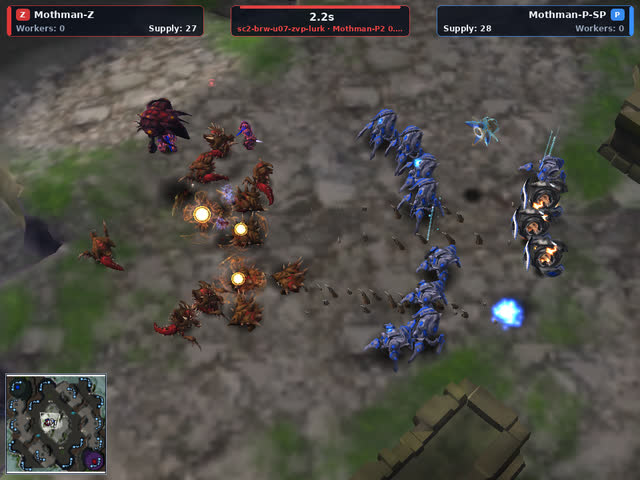 Z Mothman-Z
Workers: 0 Supply: 27
2.2s
sc2-brw-u07-zvp-lurk · Mothman-P2 0....
Mothman-P-SP P
Supply: 28 Workers: 0